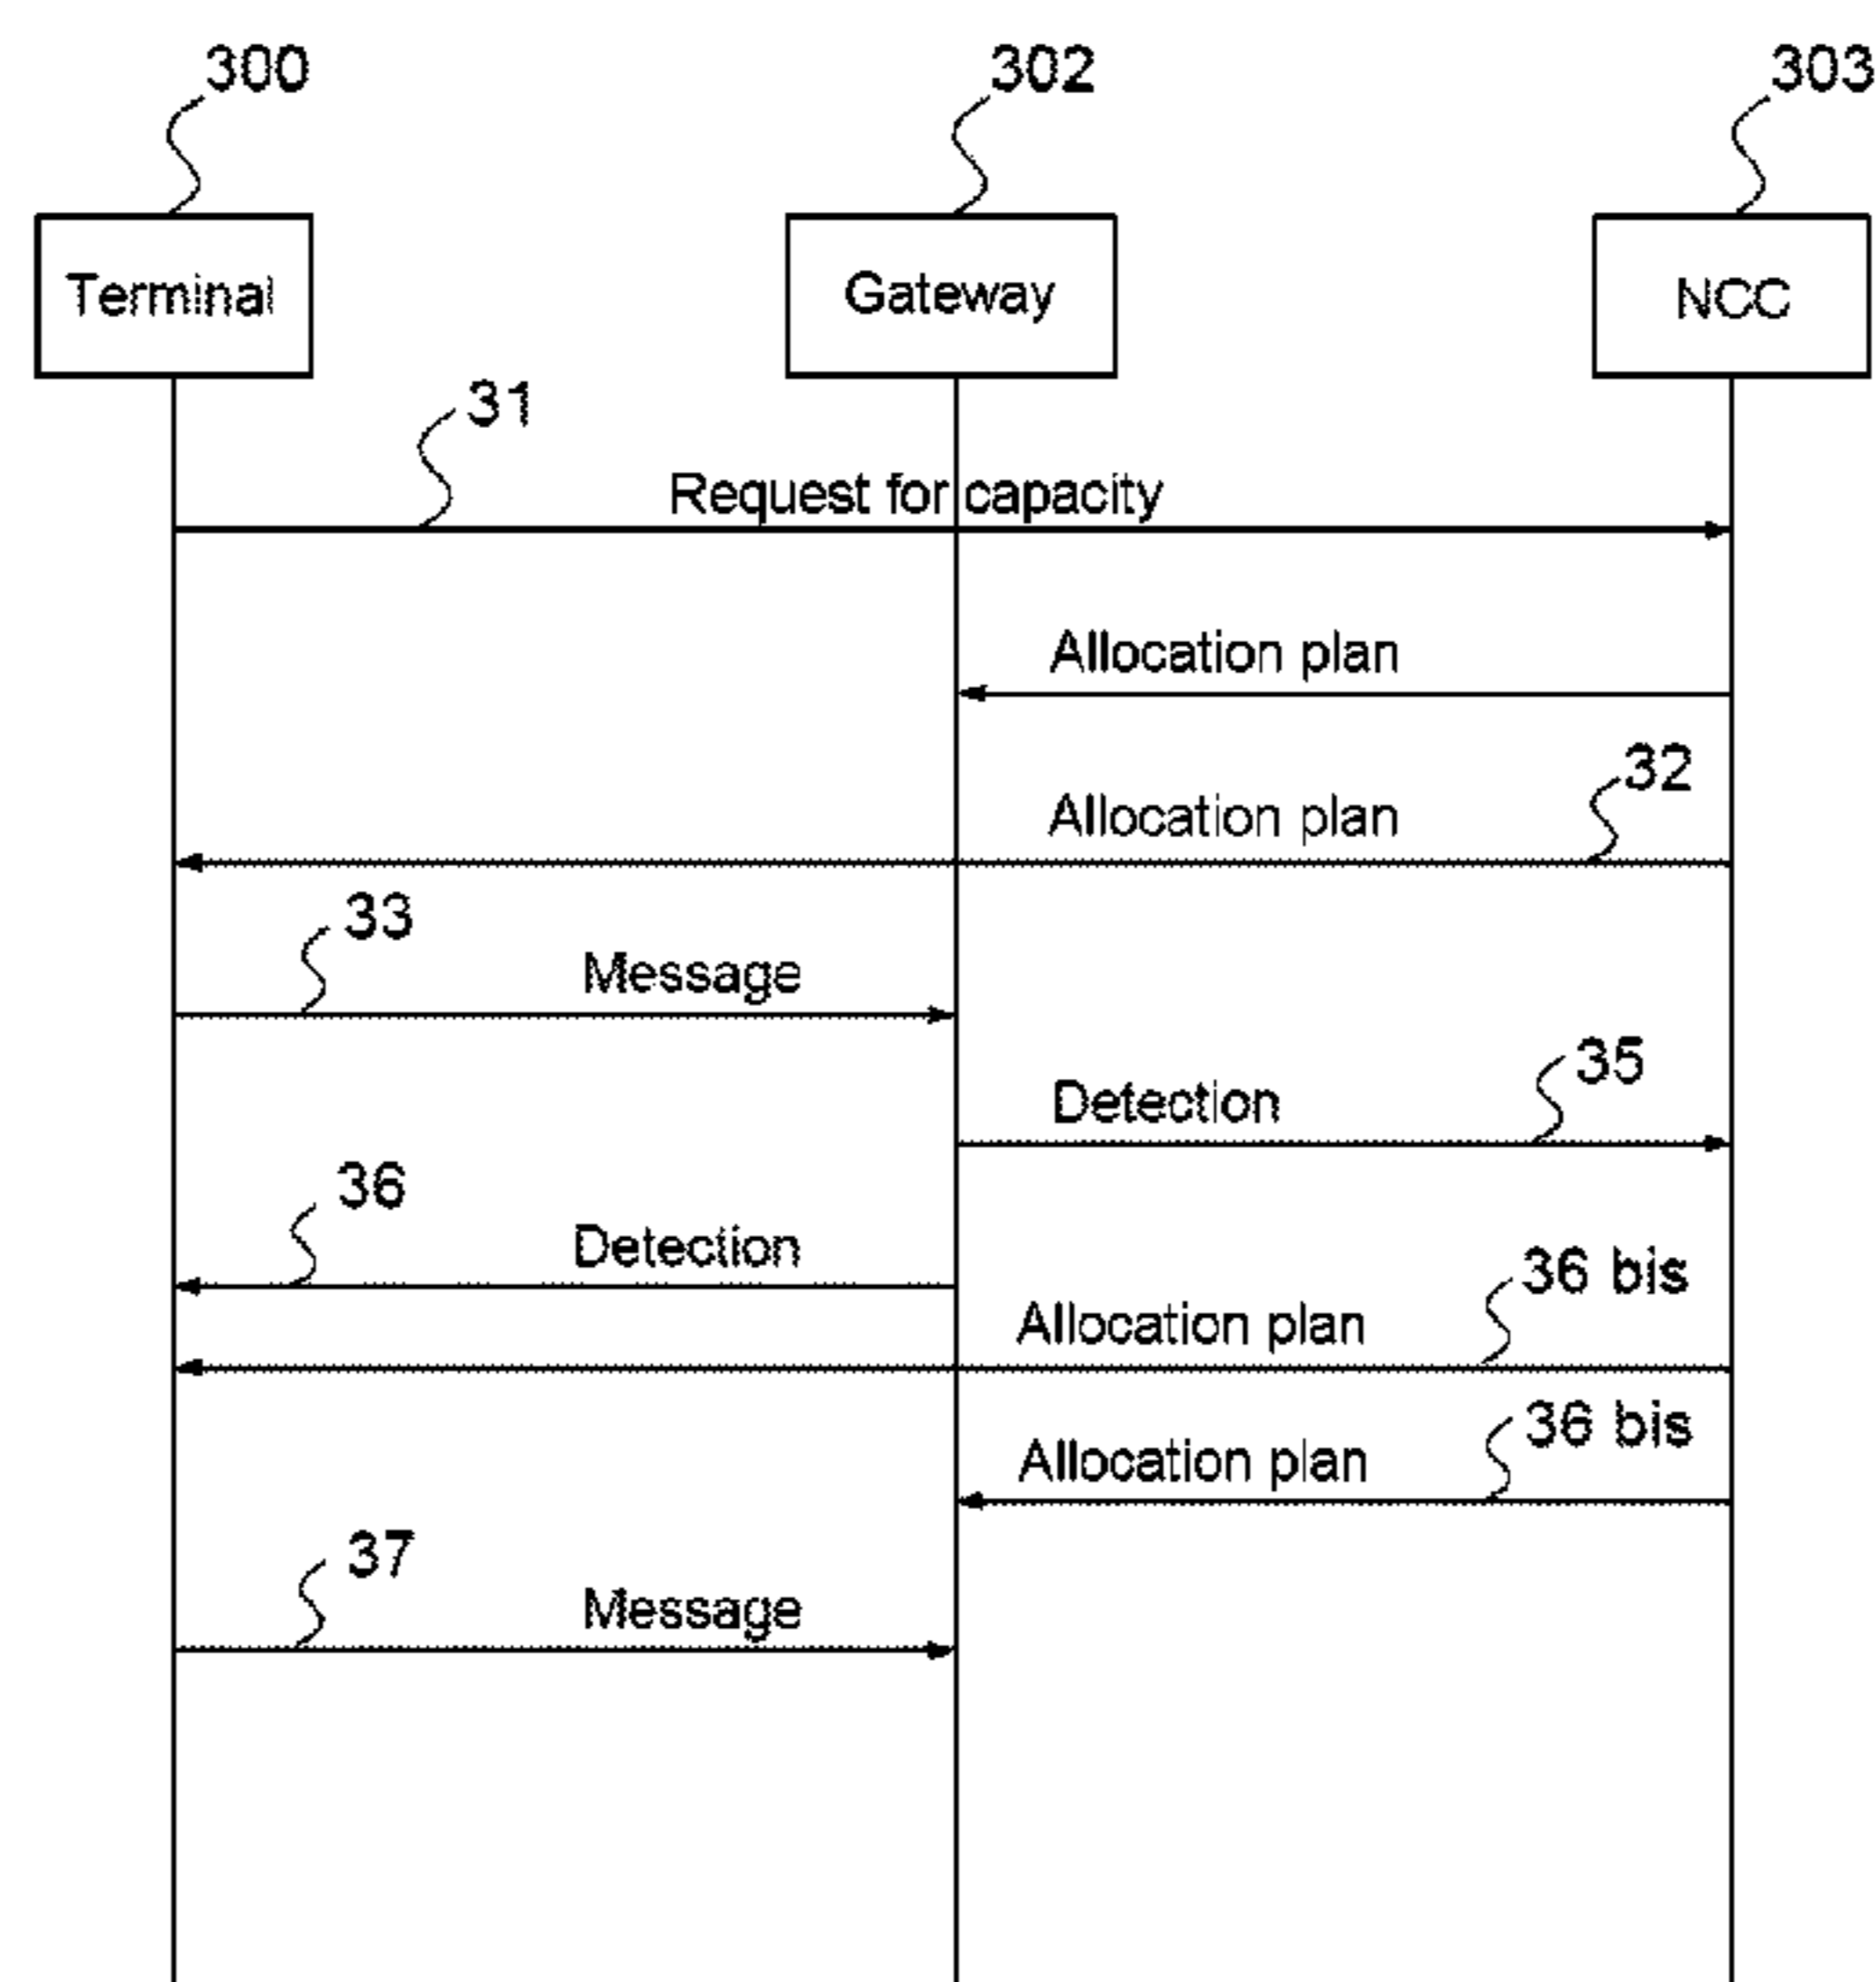 300
302
303
Terminal
Gateway
NCC
31
Request for capacity
Allocation plan
32
Allocation plan
33
Message
35
Detection
36
Detection
36 bis
Allocation plan
36 bis
Allocation plan
37
Message